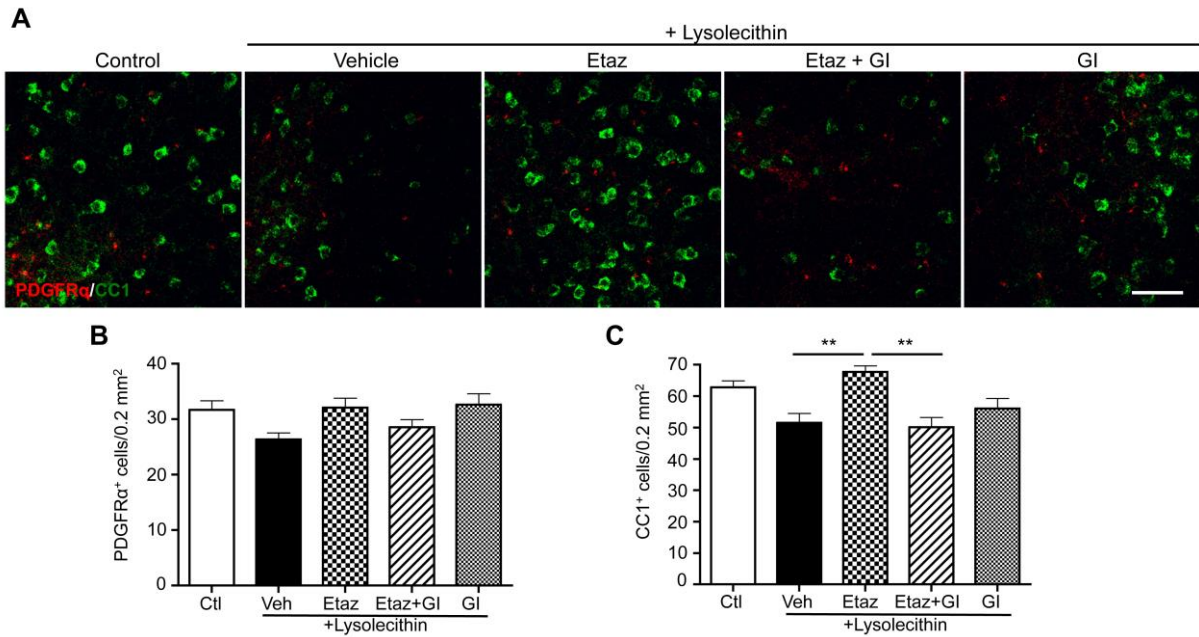 A
+ Lysolecithin
Control Vehicle Etaz Etaz + GI GI
PDGFRα/CC1
B
PDGFRα⁺ cells/0.2 mm²
40
30
20
10
0
Ctl Veh Etaz Etaz+GI GI
+Lysolecithin
C
** **
CC1⁺ cells/0.2 mm²
70
60
50
40
30
20
10
0
Ctl Veh Etaz Etaz+GI GI
+Lysolecithin